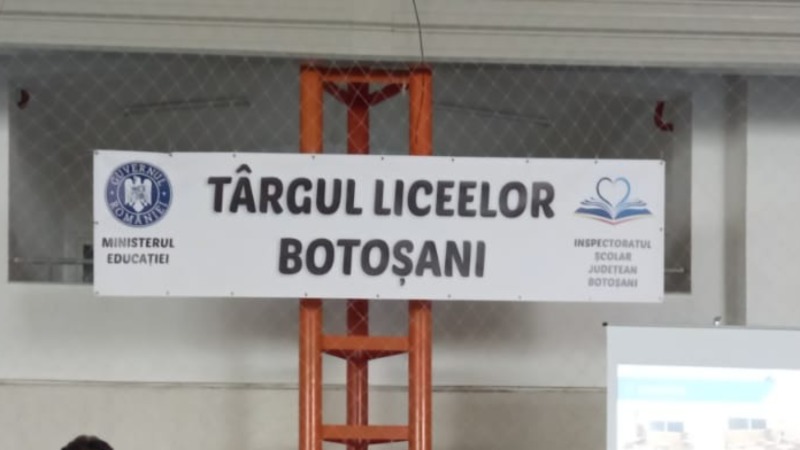 TÂRGUL LICEELOR
BOTOȘANI
GUVERNUL
ROMÂNIEI
MINISTERUL
EDUCAȚIEI
INSPECTORATUL
ȘCOLAR
JUDEȚEAN
BOTOȘANI